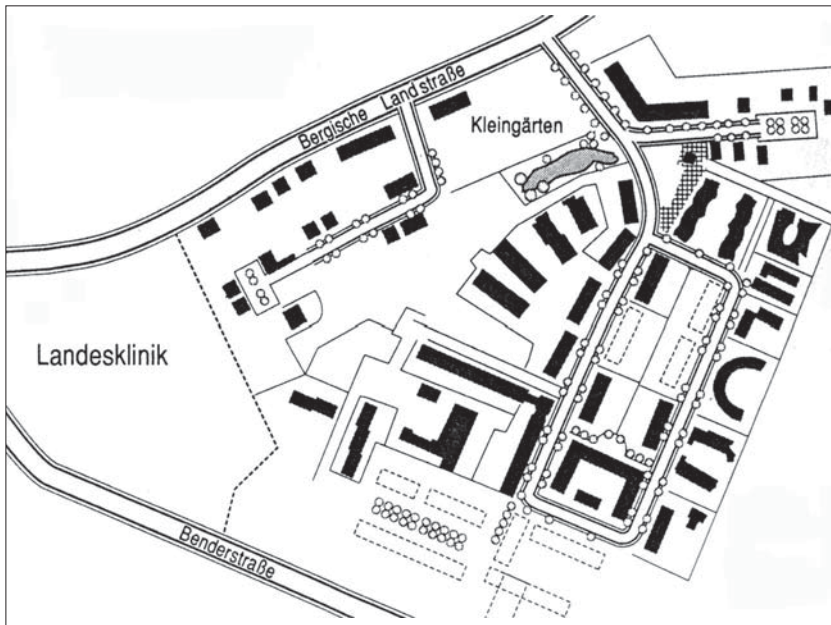 Bergische Landstraße
Kleingärten
Landesklinik
Benderstraße